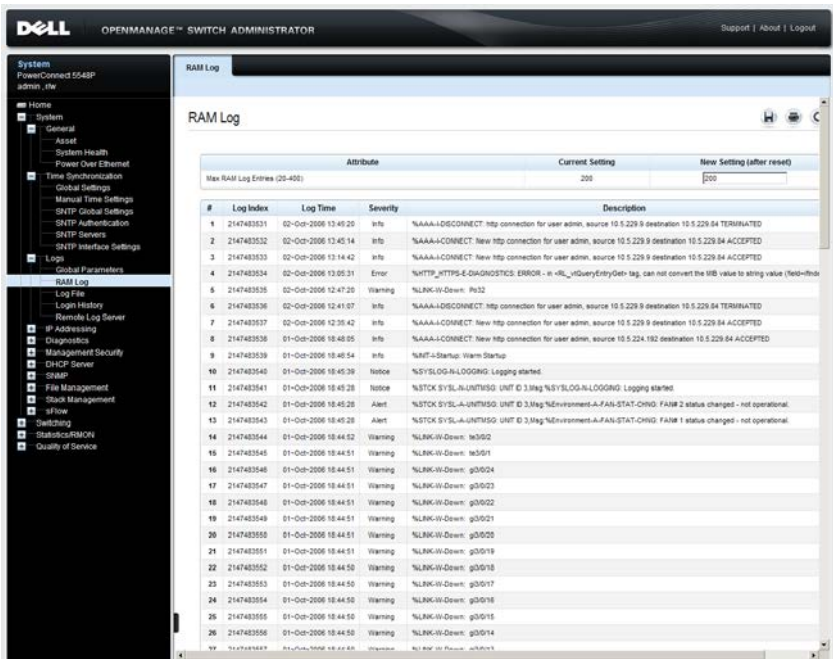 DELL OPENMANAGE™ SWITCH ADMINISTRATOR
Support | About | Logout
System
PowerConnect 5548P
admin , r/w
Home
System
General
Asset
System Health
Power Over Ethernet
Time Synchronization
Global Settings
Manual Time Settings
SNTP Global Settings
SNTP Authentication
SNTP Servers
SNTP Interface Settings
Logs
Global Parameters
RAM Log
Log File
Login History
Remote Log Server
IP Addressing
Diagnostics
Management Security
DHCP Server
SNMP
File Management
Stack Management
sFlow
Switching
Statistics/RMON
Quality of Service
RAM Log
RAM Log
Attribute Current Setting New Setting (after reset)
Max RAM Log Entries (20-400) 200 200
# Log Index Log Time Severity Description
1 2147483531 02-Oct-2006 13:45:20 Info %AAA-I-DISCONNECT: http connection for user admin, source 10.5.229.9 destination 10.5.229.84 TERMINATED
2 2147483532 02-Oct-2006 13:45:14 Info %AAA-I-CONNECT: New http connection for user admin, source 10.5.229.9 destination 10.5.229.84 ACCEPTED
3 2147483533 02-Oct-2006 13:14:42 Info %AAA-I-CONNECT: New http connection for user admin, source 10.5.229.9 destination 10.5.229.84 ACCEPTED
4 2147483534 02-Oct-2006 13:05:31 Error %HTTP_HTTPS-E-DIAGNOSTICS: ERROR - in <RL_vtQueryEntryGet> tag, can not convert the MIB value to string value
5 2147483535 02-Oct-2006 12:47:20 Warning %LINK-W-Down: Po32
6 2147483536 02-Oct-2006 12:41:07 Info %AAA-I-DISCONNECT: http connection for user admin, source 10.5.229.9 destination 10.5.229.84 TERMINATED
7 2147483537 02-Oct-2006 12:35:42 Info %AAA-I-CONNECT: New http connection for user admin, source 10.5.229.9 destination 10.5.229.84 ACCEPTED
8 2147483538 01-Oct-2006 18:48:05 Info %AAA-I-CONNECT: New http connection for user admin, source 10.5.224.192 destination 10.5.229.84 ACCEPTED
9 2147483539 01-Oct-2006 18:46:54 Info %INIT-I-Startup: Warm Startup
10 2147483540 01-Oct-2006 18:45:39 Notice %SYSLOG-N-LOGGING: Logging started.
11 2147483541 01-Oct-2006 18:45:28 Notice %STCK SYSL-N-UNITMSG: UNIT ID 3,Msg:%SYSLOG-N-LOGGING: Logging started.
12 2147483542 01-Oct-2006 18:45:28 Alert %STCK SYSL-A-UNITMSG: UNIT ID 3,Msg:%Environment-A-FAN-STAT-CHNG: FAN# 2 status changed - not operational.
13 2147483543 01-Oct-2006 18:45:28 Alert %STCK SYSL-A-UNITMSG: UNIT ID 3,Msg:%Environment-A-FAN-STAT-CHNG: FAN# 1 status changed - not operational.
14 2147483544 01-Oct-2006 18:44:52 Warning %LINK-W-Down: te3/0/2
15 2147483545 01-Oct-2006 18:44:51 Warning %LINK-W-Down: te3/0/1
16 2147483546 01-Oct-2006 18:44:51 Warning %LINK-W-Down: gi3/0/24
17 2147483547 01-Oct-2006 18:44:51 Warning %LINK-W-Down: gi3/0/23
18 2147483548 01-Oct-2006 18:44:51 Warning %LINK-W-Down: gi3/0/22
19 2147483549 01-Oct-2006 18:44:51 Warning %LINK-W-Down: gi3/0/21
20 2147483550 01-Oct-2006 18:44:51 Warning %LINK-W-Down: gi3/0/20
21 2147483551 01-Oct-2006 18:44:51 Warning %LINK-W-Down: gi3/0/19
22 2147483552 01-Oct-2006 18:44:50 Warning %LINK-W-Down: gi3/0/18
23 2147483553 01-Oct-2006 18:44:50 Warning %LINK-W-Down: gi3/0/17
24 2147483554 01-Oct-2006 18:44:50 Warning %LINK-W-Down: gi3/0/16
25 2147483555 01-Oct-2006 18:44:50 Warning %LINK-W-Down: gi3/0/15
26 2147483556 01-Oct-2006 18:44:50 Warning %LINK-W-Down: gi3/0/14